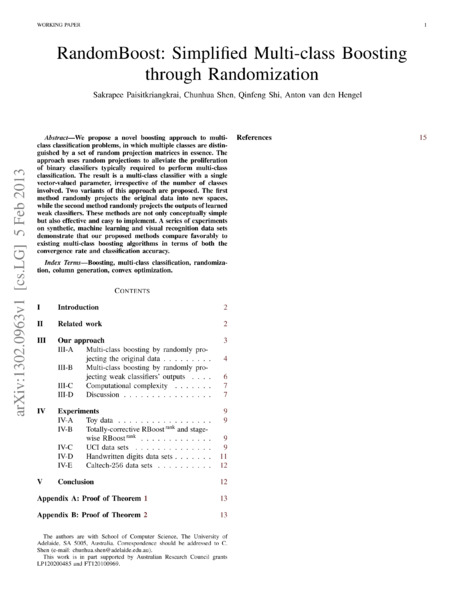 WORKING PAPER 1
RandomBoost: Simplified Multi-class Boosting
through Randomization
Sakrapee Paisitkriangkrai, Chunhua Shen, Qinfeng Shi, Anton van den Hengel
arXiv:1302.0963v1 [cs.LG] 5 Feb 2013
Abstract—We propose a novel boosting approach to multi-
class classification problems, in which multiple classes are distin-
guished by a set of random projection matrices in essence. The
approach uses random projections to alleviate the proliferation
of binary classifiers typically required to perform multi-class
classification. The result is a multi-class classifier with a single
vector-valued parameter, irrespective of the number of classes
involved. Two variants of this approach are proposed. The first
method randomly projects the original data into new spaces,
while the second method randomly projects the outputs of learned
weak classifiers. These methods are not only conceptually simple
but also effective and easy to implement. A series of experiments
on synthetic, machine learning and visual recognition data sets
demonstrate that our proposed methods compare favorably to
existing multi-class boosting algorithms in terms of both the
convergence rate and classification accuracy.
Index Terms—Boosting, multi-class classification, randomiza-
tion, column generation, convex optimization.
CONTENTS
I Introduction 2
II Related work 2
III Our approach 3
III-A Multi-class boosting by randomly pro-
jecting the original data . . . . . . . . . 4
III-B Multi-class boosting by randomly pro-
jecting weak classifiers' outputs . . . . 6
III-C Computational complexity . . . . . . . 7
III-D Discussion . . . . . . . . . . . . . . . . 7
IV Experiments 9
IV-A Toy data . . . . . . . . . . . . . . . . . 9
IV-B Totally-corrective RBoost rank and stage-
wise RBoost rank . . . . . . . . . . . . . 9
IV-C UCI data sets . . . . . . . . . . . . . . 9
IV-D Handwritten digits data sets . . . . . . . 11
IV-E Caltech-256 data sets . . . . . . . . . . 12
V Conclusion 12
Appendix A: Proof of Theorem 1 13
Appendix B: Proof of Theorem 2 13
The authors are with School of Computer Science, The University of
Adelaide, SA 5005, Australia. Correspondence should be addressed to C.
Shen (e-mail: chunhua.shen@adelaide.edu.au).
This work is in part supported by Australian Research Council grants
LP120200485 and FT120100969.
References 15